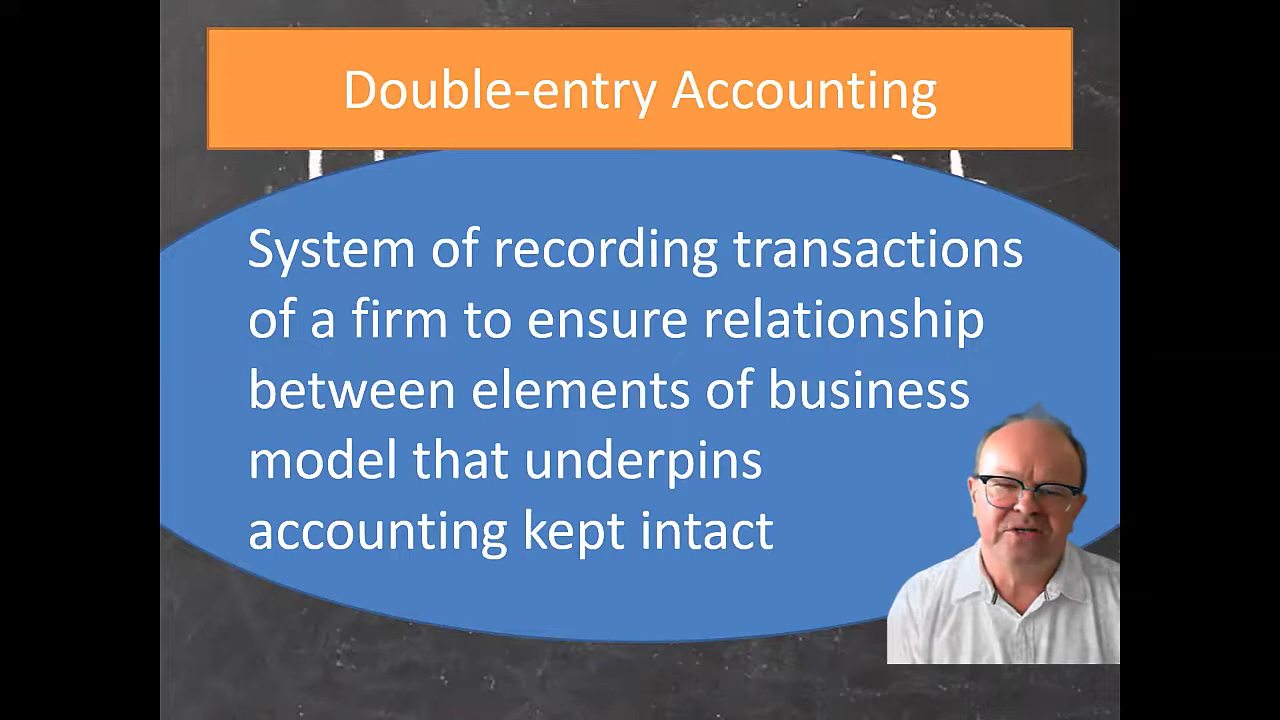 Double-entry Accounting
System of recording transactions
of a firm to ensure relationship
between elements of business
model that underpins
accounting kept intact